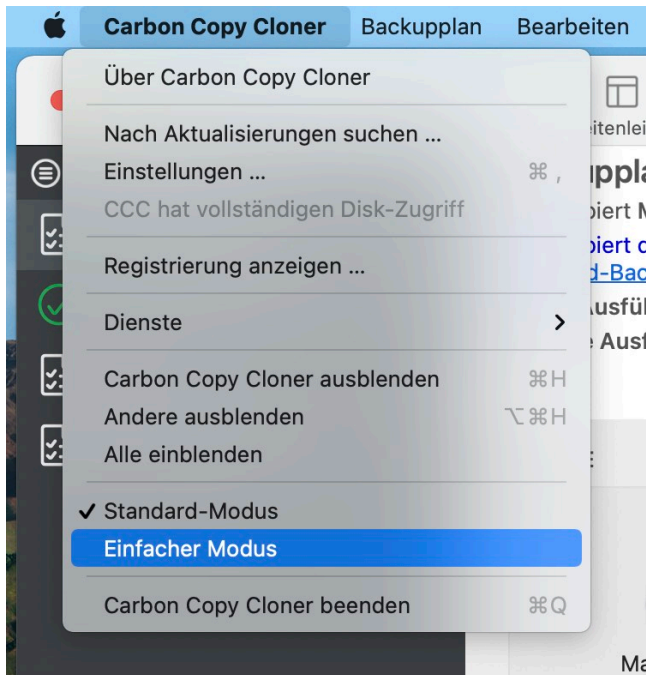 Carbon Copy Cloner Backupplan Bearbeiten
Über Carbon Copy Cloner
Nach Aktualisierungen suchen ...
Einstellungen ... ⌘ ,
CCC hat vollständigen Disk-Zugriff
Registrierung anzeigen ...
Dienste
Carbon Copy Cloner ausblenden ⌘H
Andere ausblenden ⌥⌘H
Alle einblenden
✓ Standard-Modus
Einfacher Modus
Carbon Copy Cloner beenden ⌘Q